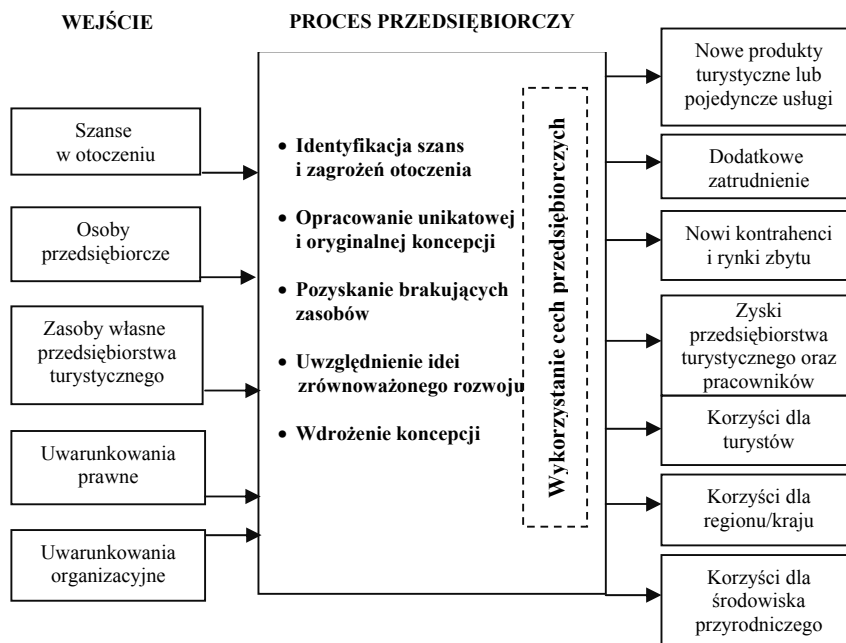 WEJŚCIE
PROCES PRZEDSIĘBIORCZY
Szanse
w otoczeniu
Osoby
przedsiębiorcze
Zasoby własne
przedsiębiorstwa
turystycznego
Uwarunkowania
prawne
Uwarunkowania
organizacyjne
• Identyfikacja szans
i zagrożeń otoczenia
• Opracowanie unikatowej
i oryginalnej koncepcji
• Pozyskanie brakujących
zasobów
• Uwzględnienie idei
zrównoważonego rozwoju
• Wdrożenie koncepcji
Wykorzystanie cech przedsiębiorczych
Nowe produkty
turystyczne lub
pojedyncze usługi
Dodatkowe
zatrudnienie
Nowi kontrahenci
i rynki zbytu
Zyski
przedsiębiorstwa
turystycznego oraz
pracowników
Korzyści dla
turystów
Korzyści dla
regionu/kraju
Korzyści dla
środowiska
przyrodniczego